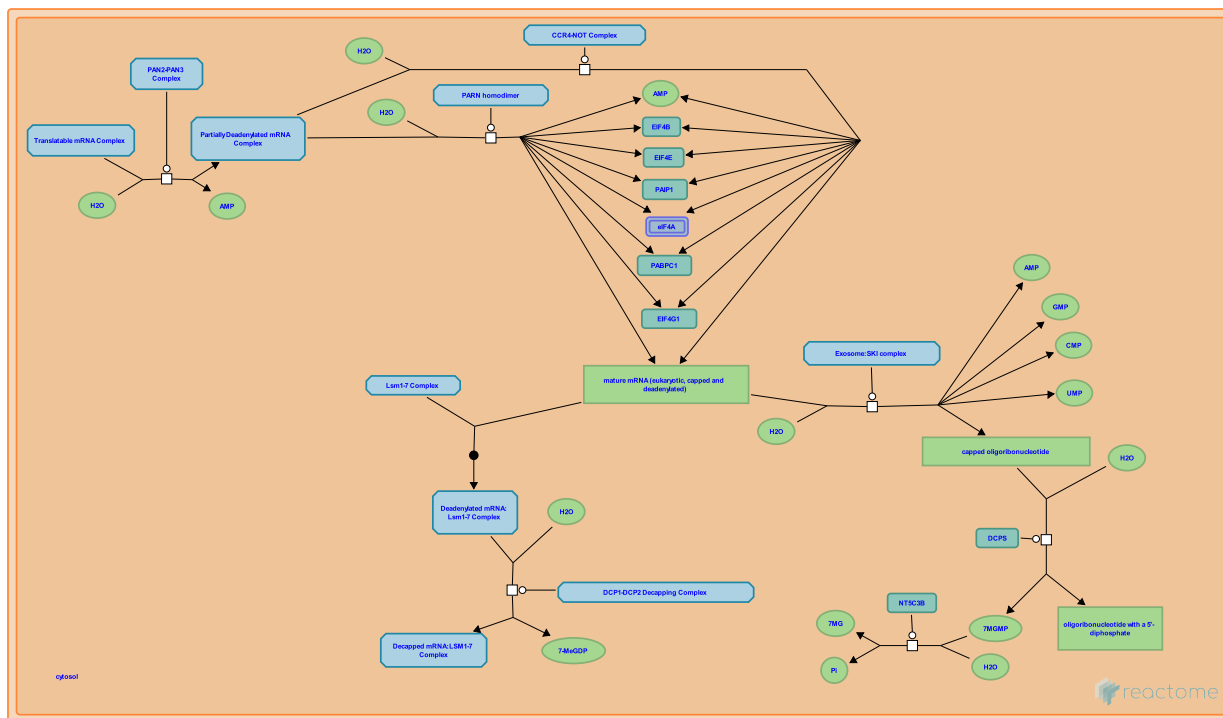 CCR4-NOT Complex
H2O
PAN2-PAN3
Complex
PARN homodimer
AMP
H2O
EIF4B
Translatable mRNA Complex
Partially Deadenylated mRNA
Complex
EIF4E
PAIP1
H2O
AMP
eIF4A
PABPC1
AMP
GMP
EIF4G1
CMP
Exosome:SKI complex
Lsm1-7 Complex
mature mRNA (eukaryotic, capped and
deadenylated)
UMP
H2O
capped oligoribonucleotide
H2O
Deadenylated mRNA:
Lsm1-7 Complex
H2O
DCPS
DCP1-DCP2 Decapping Complex
NT5C3B
7MG
7MGMP
oligoribonucleotide with a 5'-
diphosphate
Decapped mRNA:LSM1-7
Complex
7-MeGDP
Pi
H2O
cytosol
reactome